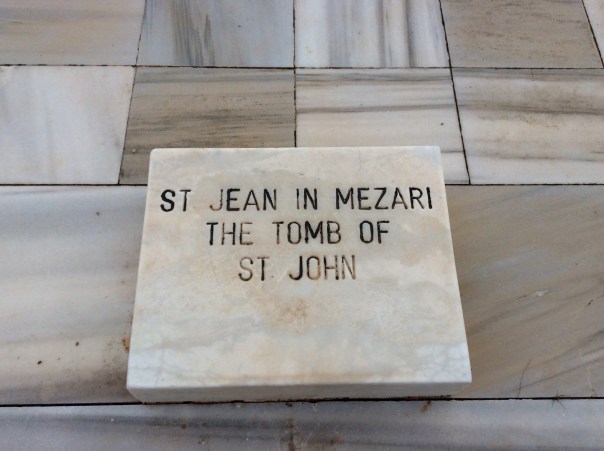 ST JEAN IN MEZARI
THE TOMB OF
ST. JOHN